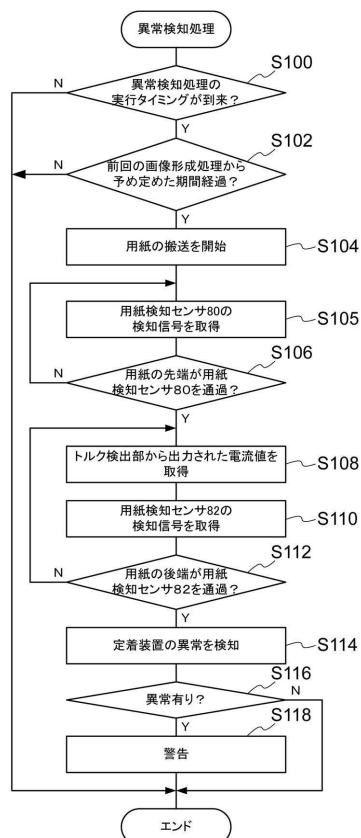 異常検知処理
S100
異常検知処理の
実行タイミングが到来?
N
Y
S102
前回の画像形成処理から
予め定めた期間経過?
N
Y
用紙の搬送を開始
S104
用紙検知センサ80の
検知信号を取得
S105
S106
用紙の先端が用紙
検知センサ80を通過?
N
Y
トルク検出部から出力された電流値を
取得
S108
用紙検知センサ82の
検知信号を取得
S110
S112
用紙の後端が用紙
検知センサ82を通過?
N
Y
定着装置の異常を検知
S114
S116
異常有り?
N
Y
S118
警告
エンド